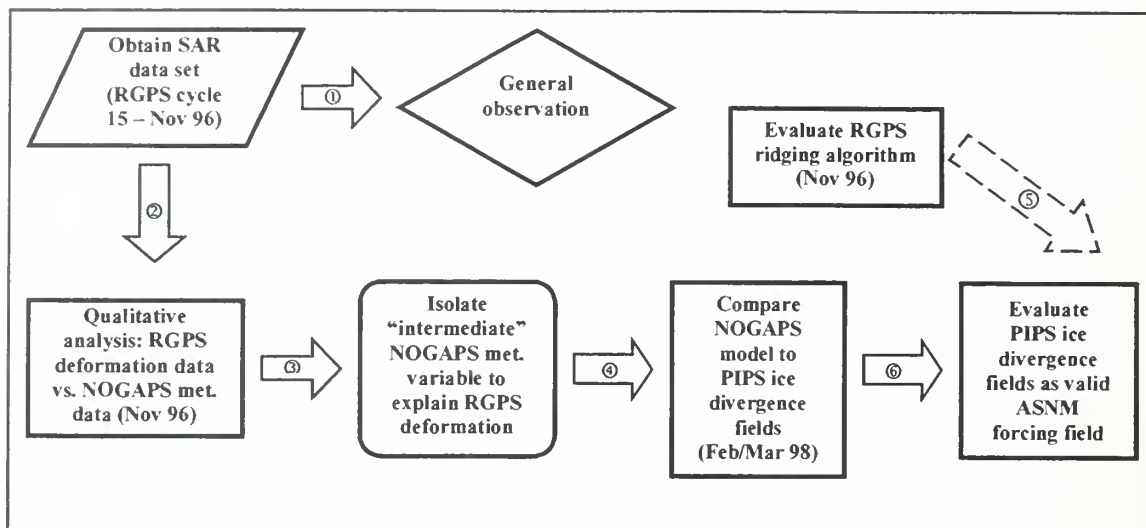 Obtain SAR
data set
(RGPS cycle
15 – Nov 96)
①
General
observation
Evaluate RGPS
ridging algorithm
(Nov 96)
⑤
②
Qualitative
analysis: RGPS
deformation data
vs. NOGAPS met.
data (Nov 96)
③
Isolate
“intermediate”
NOGAPS met.
variable to
explain RGPS
deformation
④
Compare
NOGAPS
model to
PIPS ice
divergence
fields
(Feb/Mar 98)
⑥
Evaluate
PIPS ice
divergence
fields as valid
ASNM
forcing field